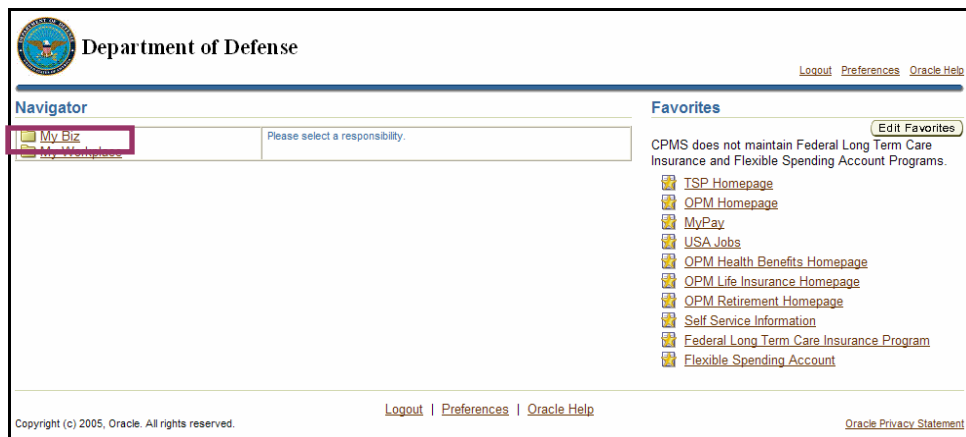 Department of Defense
Logout Preferences Oracle Help
Navigator
My Biz
My Workplace
Please select a responsibility.
Favorites
Edit Favorites
CPMS does not maintain Federal Long Term Care
Insurance and Flexible Spending Account Programs.
TSP Homepage
OPM Homepage
MyPay
USA Jobs
OPM Health Benefits Homepage
OPM Life Insurance Homepage
OPM Retirement Homepage
Self Service Information
Federal Long Term Care Insurance Program
Flexible Spending Account
Logout | Preferences | Oracle Help
Copyright (c) 2005, Oracle. All rights reserved.
Oracle Privacy Statement